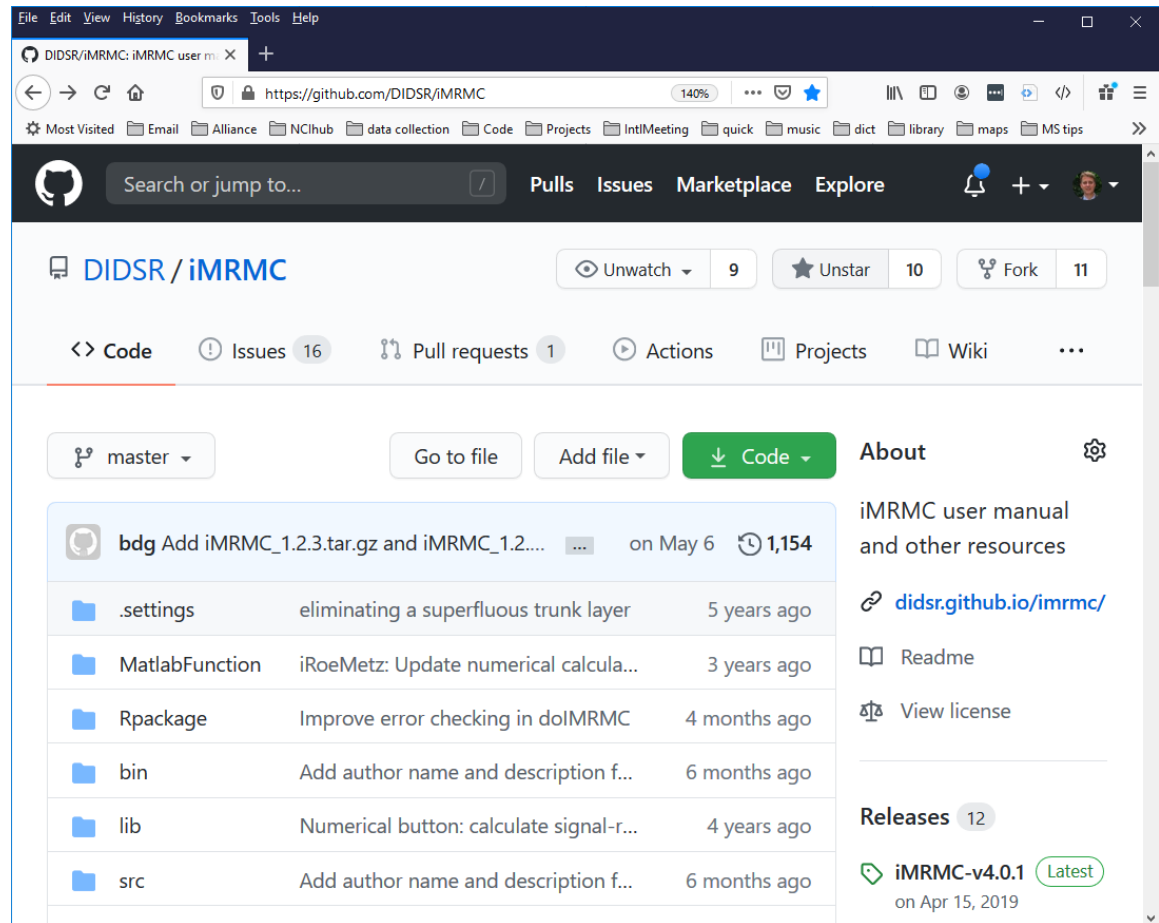 File Edit View History Bookmarks Tools Help
DIDSR/iMRMC: iMRMC user m
https://github.com/DIDSR/iMRMC 140%
Most Visited Email Alliance NCIhub data collection Code Projects IntlMeeting quick music dict library maps MS tips
Search or jump to... / Pulls Issues Marketplace Explore
DIDSR / iMRMC Unwatch 9 Unstar 10 Fork 11
Code Issues 16 Pull requests 1 Actions Projects Wiki ...
master Go to file Add file Code
About
iMRMC user manual
and other resources
didsr.github.io/imrmc/
Readme
View license
Releases 12
iMRMC-v4.0.1 Latest
on Apr 15, 2019
bdg Add iMRMC_1.2.3.tar.gz and iMRMC_1.2.... ... on May 6 1,154
.settings eliminating a superfluous trunk layer 5 years ago
MatlabFunction iRoeMetz: Update numerical calcula... 3 years ago
Rpackage Improve error checking in doIMRMC 4 months ago
bin Add author name and description f... 6 months ago
lib Numerical button: calculate signal-r... 4 years ago
src Add author name and description f... 6 months ago